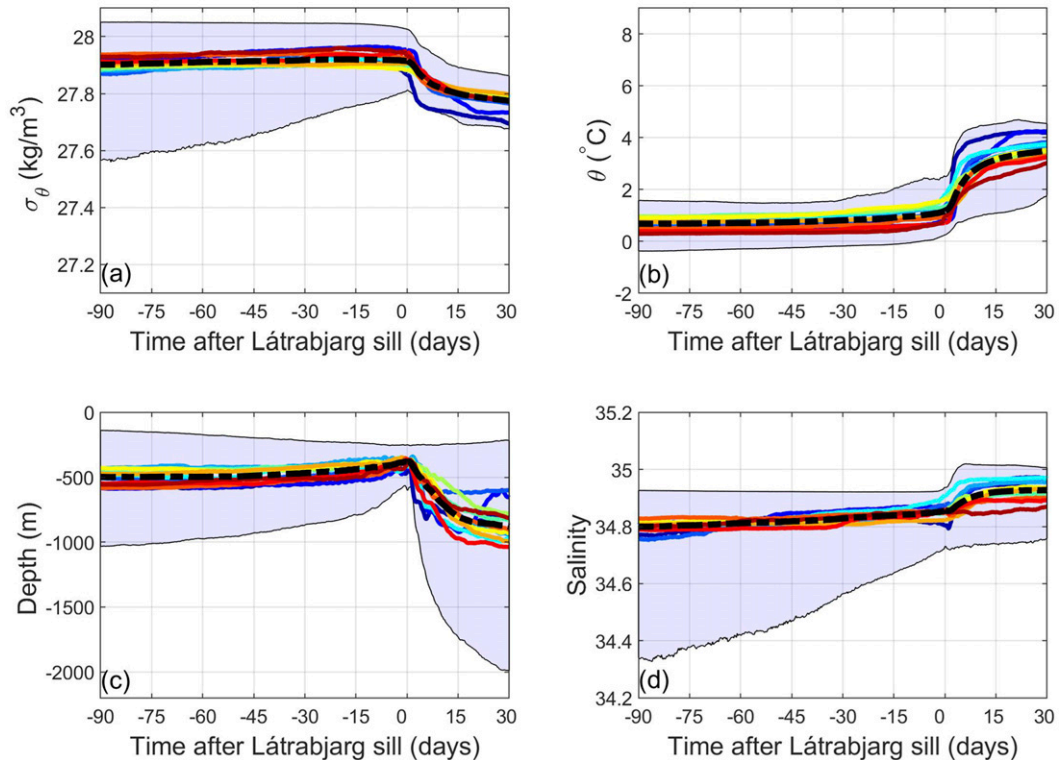 28
27.8
27.6
27.4
27.2
σθ (kg/m³)
(a)
-90 -75 -60 -45 -30 -15 0 15 30
Time after Látrabjarg sill (days)
8
6
4
2
0
-2
θ (°C)
(b)
-90 -75 -60 -45 -30 -15 0 15 30
Time after Látrabjarg sill (days)
0
-500
-1000
-1500
-2000
Depth (m)
(c)
-90 -75 -60 -45 -30 -15 0 15 30
Time after Látrabjarg sill (days)
35.2
35
34.8
34.6
34.4
34.2
Salinity
(d)
-90 -75 -60 -45 -30 -15 0 15 30
Time after Látrabjarg sill (days)